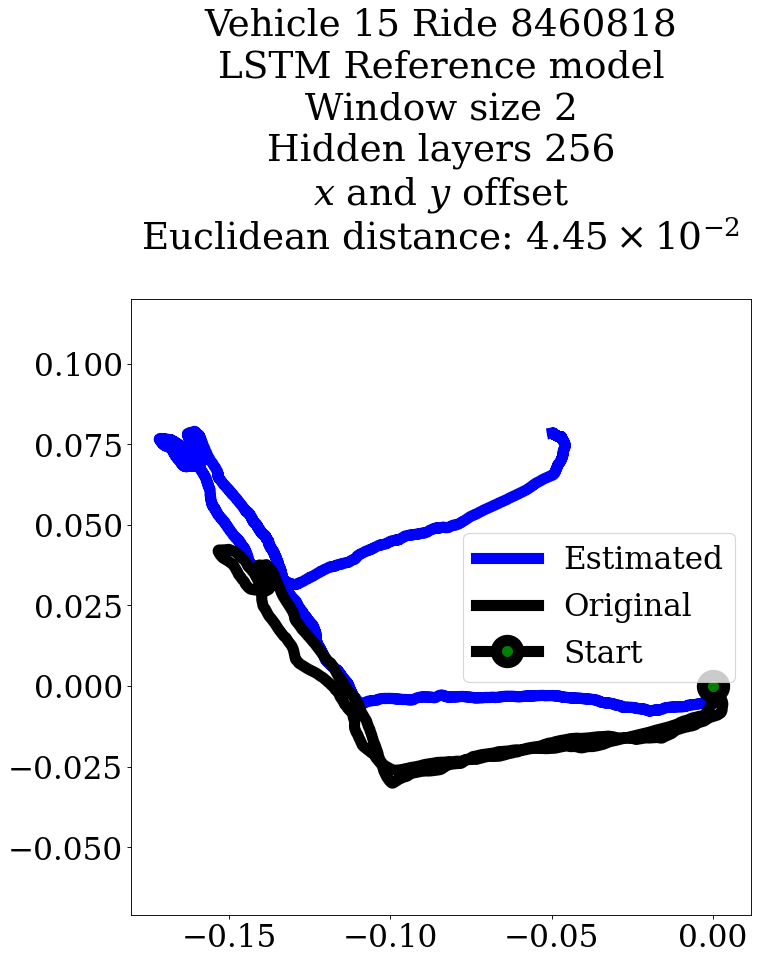 Vehicle 15 Ride 8460818
LSTM Reference model
Window size 2
Hidden layers 256
x and y offset
Euclidean distance: 4.45 × 10⁻²
0.100
0.075
0.050
0.025
0.000
−0.025
−0.050
Estimated
Original
Start
−0.15
−0.10
−0.05
0.00